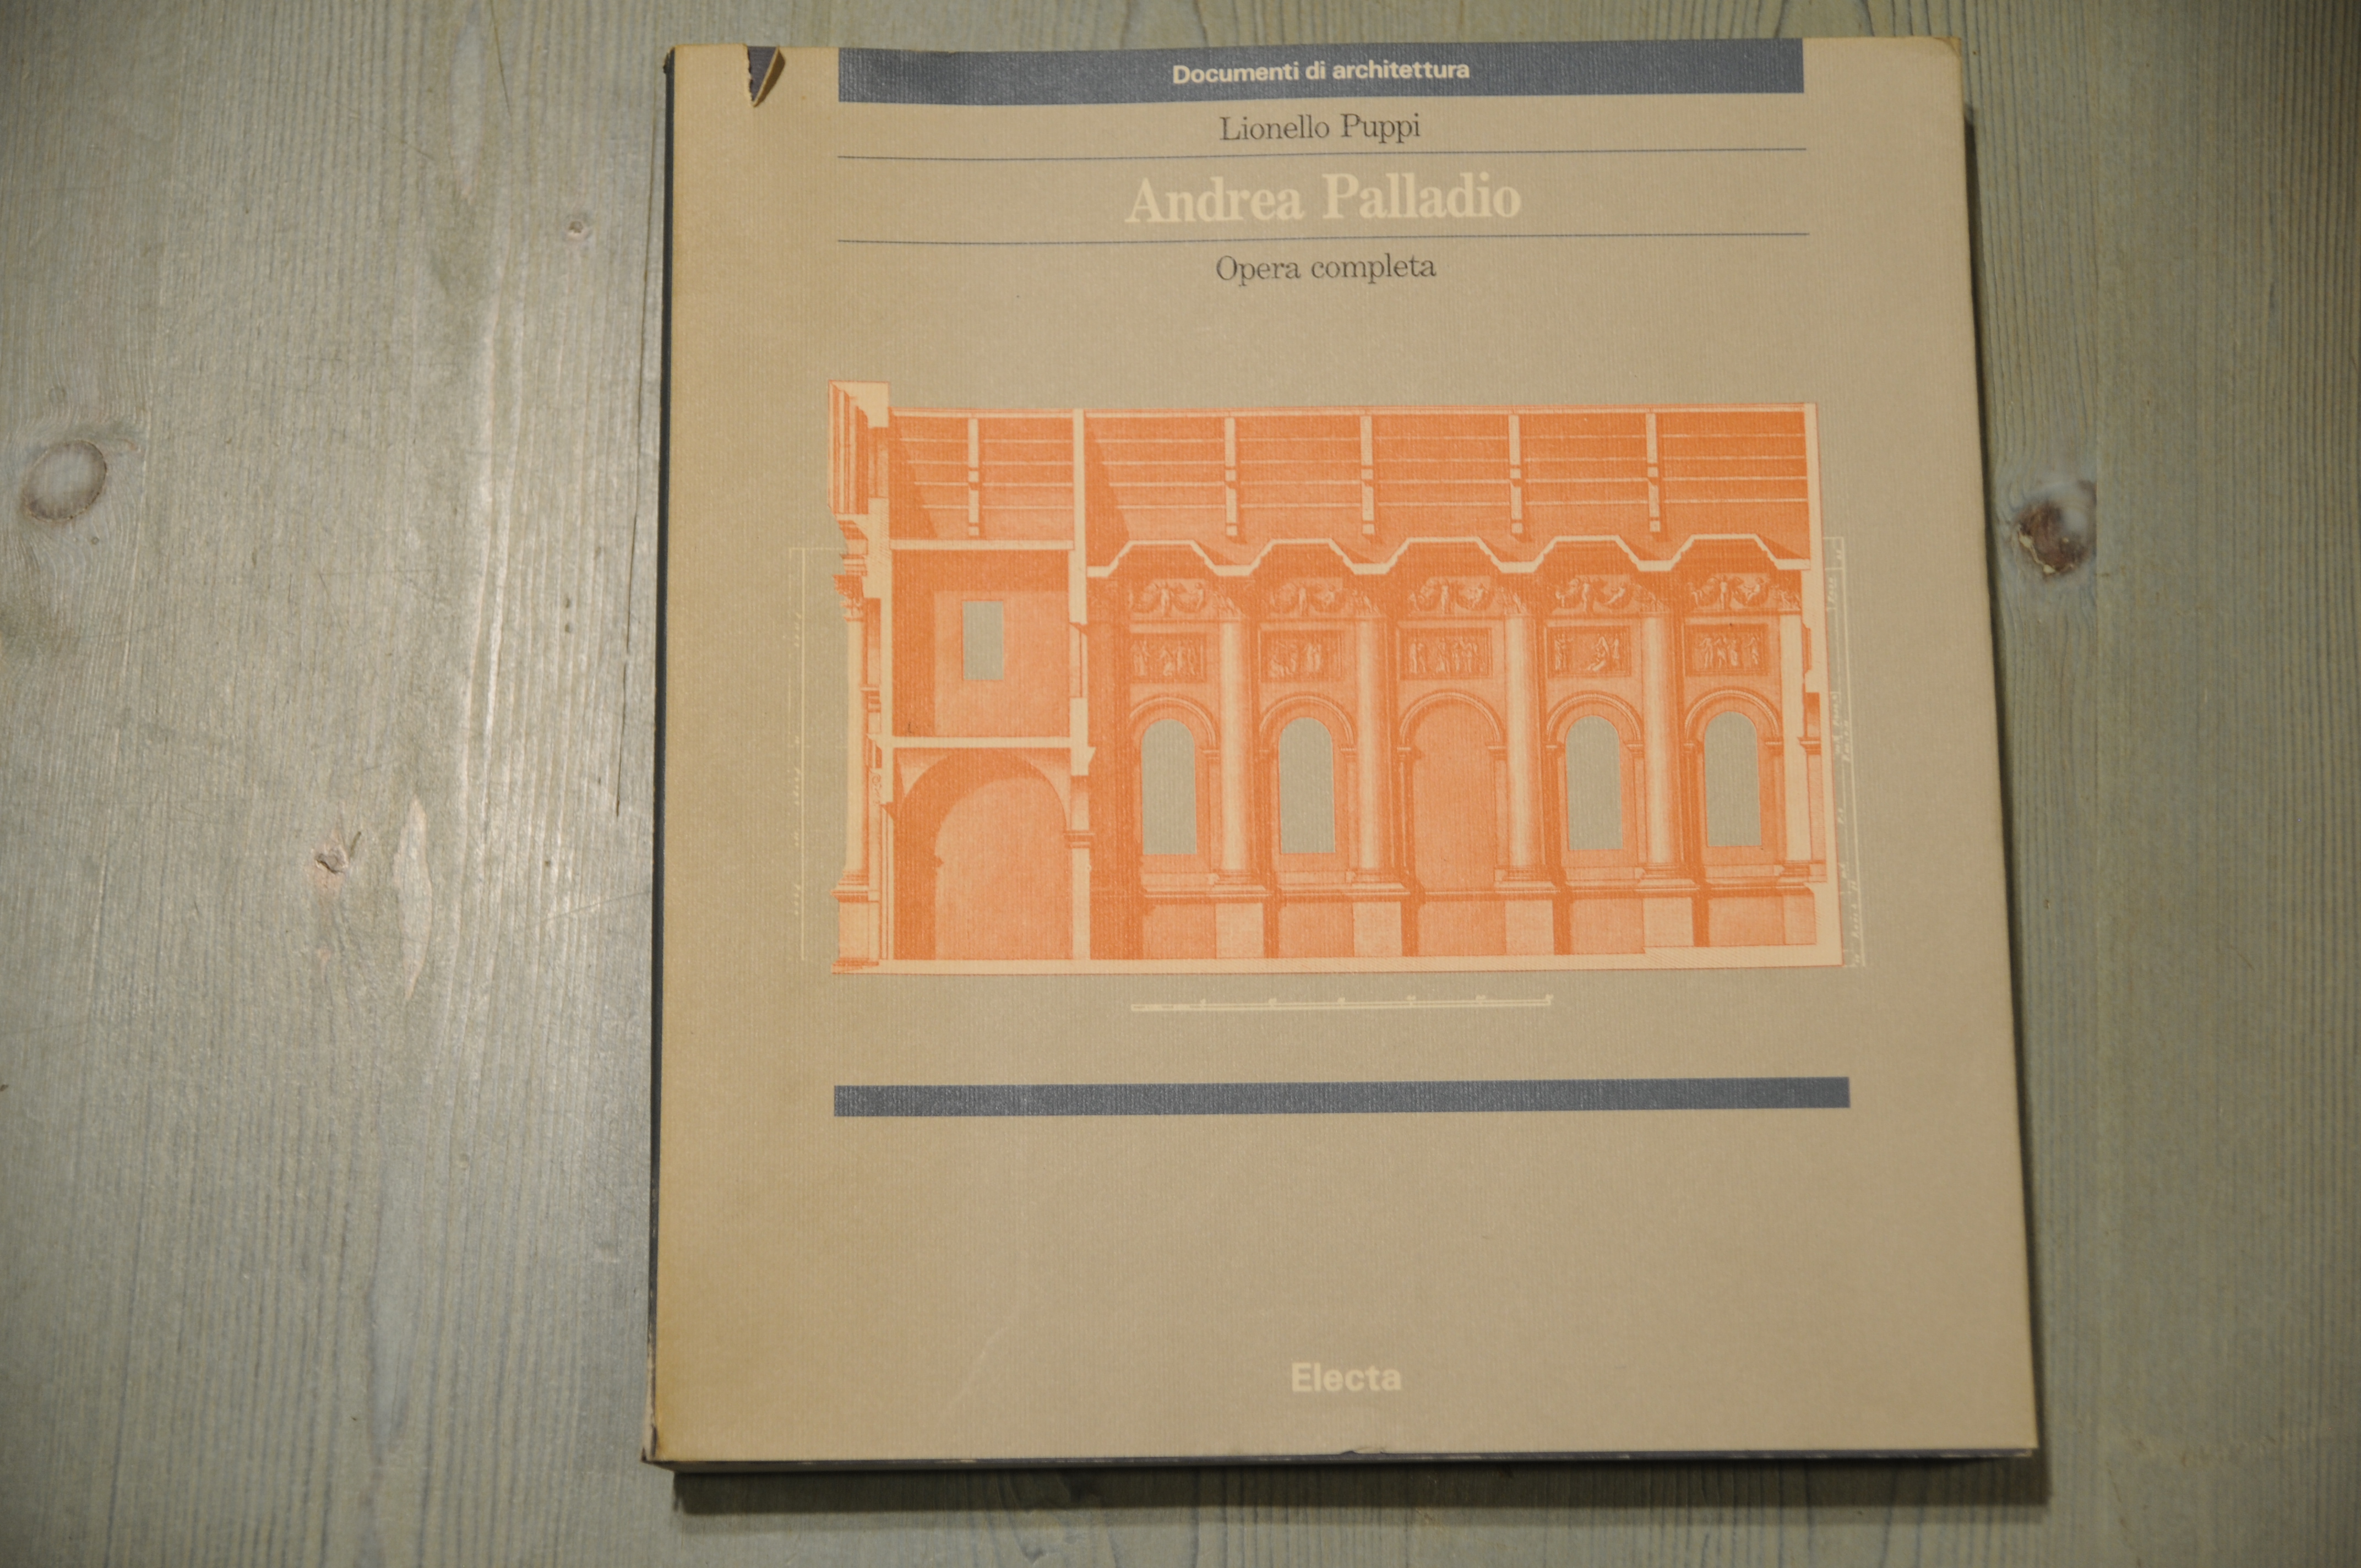 Documenti di architettura
Lionello Puppi
Andrea Palladio
Opera completa
Electa